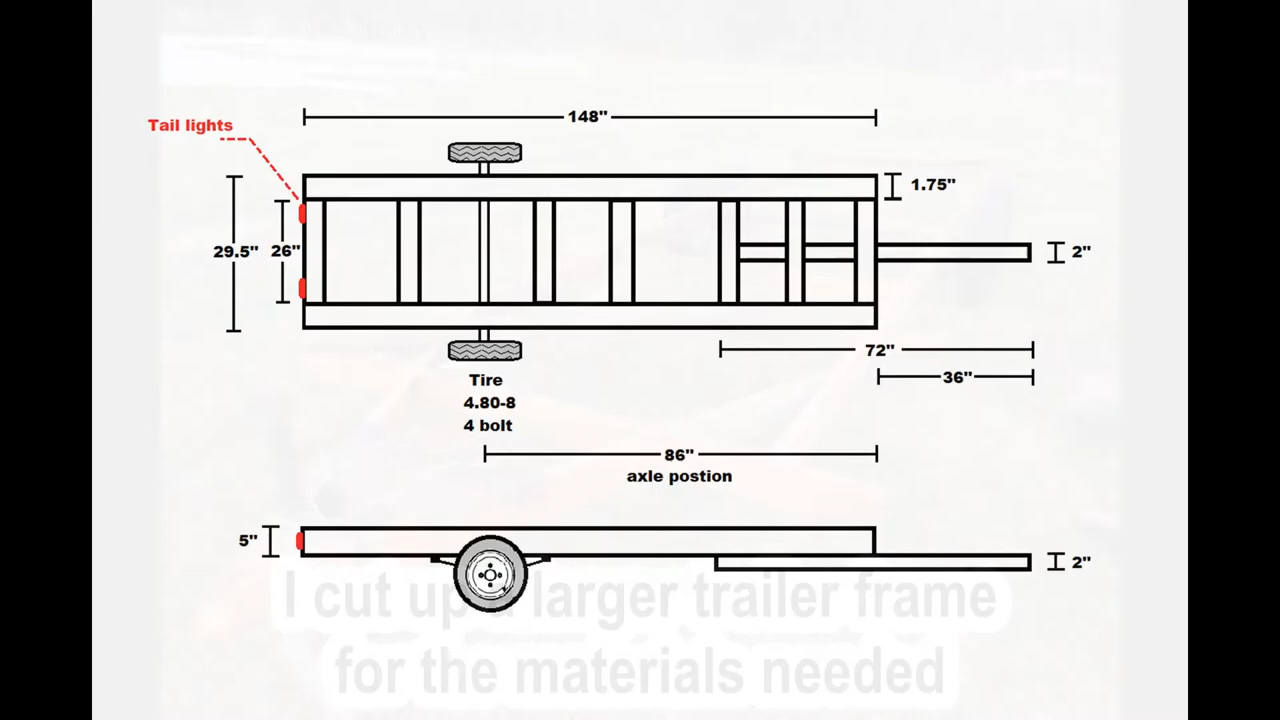 148"
Tail lights
1.75"
29.5"
26"
2"
72"
36"
Tire
4.80-8
4 bolt
86"
axle postion
5"
2"
I cut up a larger trailer frame
for the materials needed